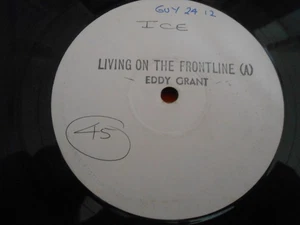 GUY 24 12
ICE
LIVING ON THE FRONTLINE (A)
EDDY GRANT
45